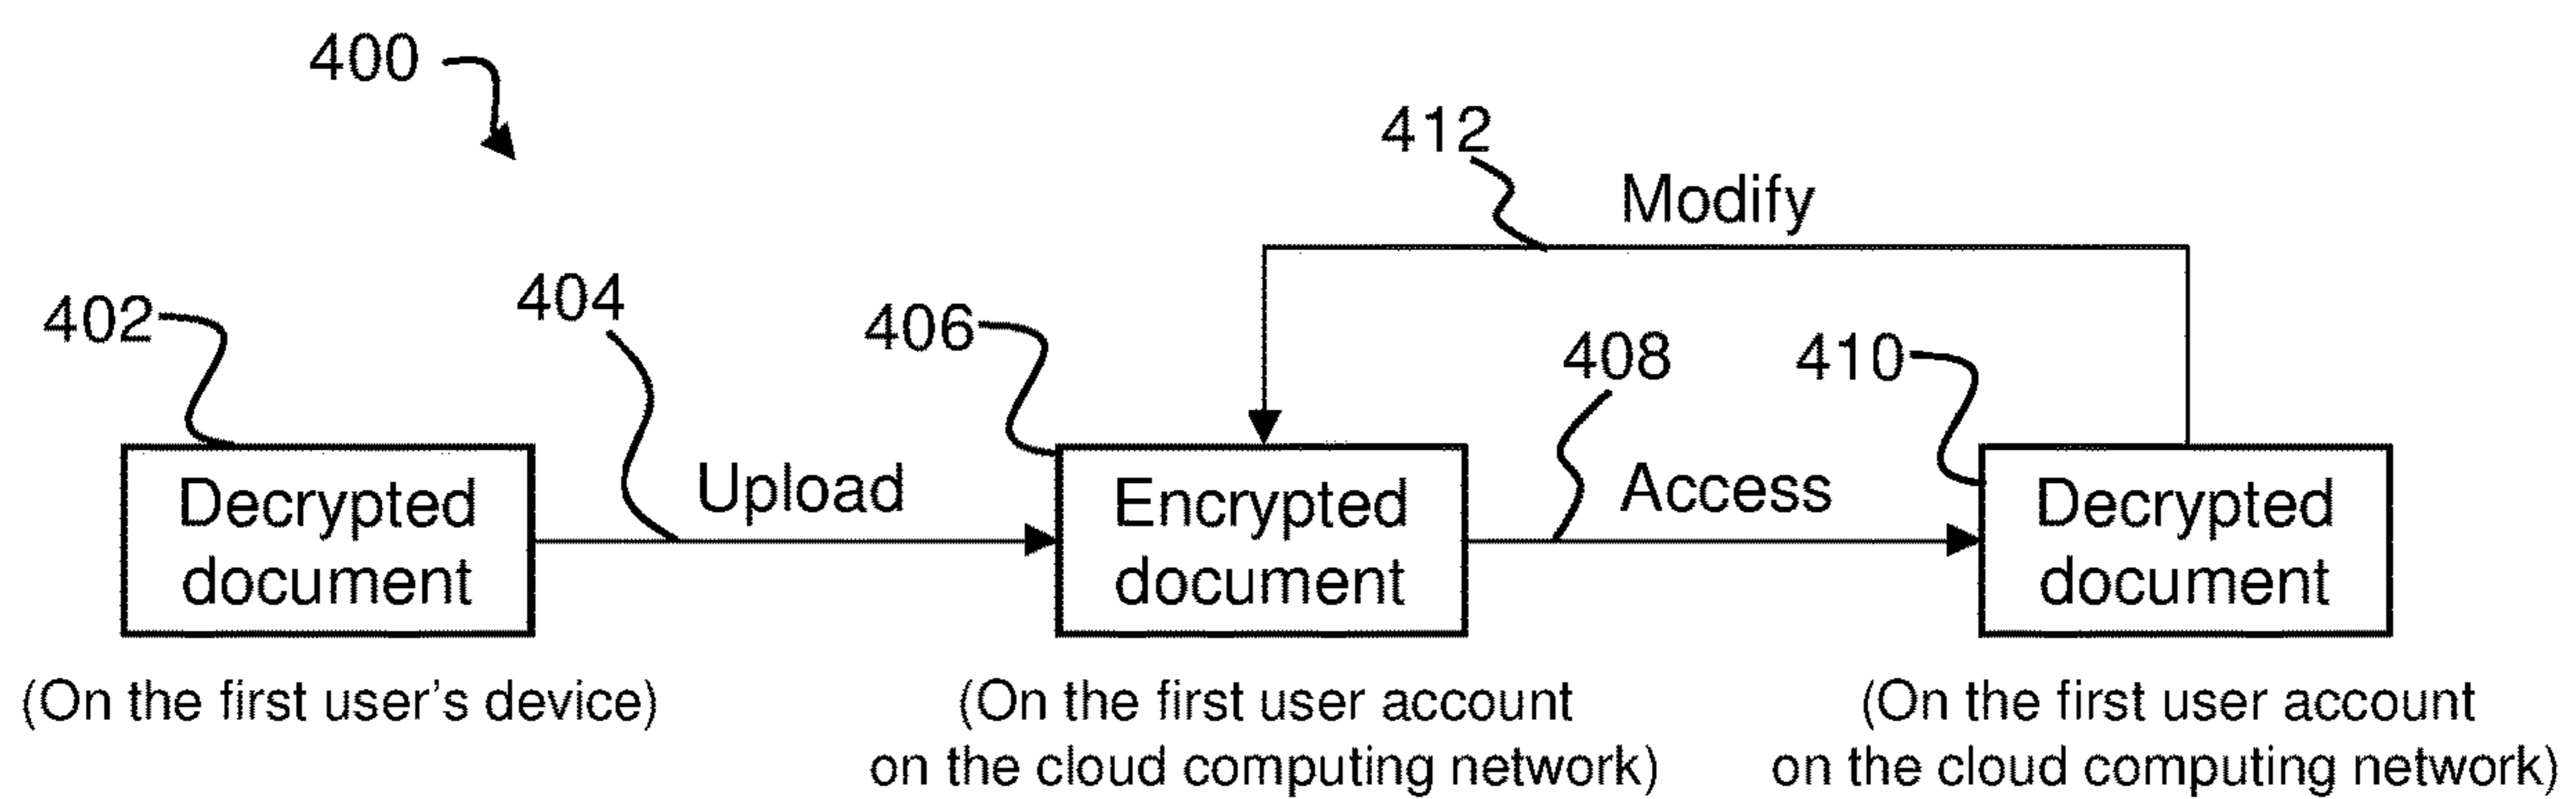 400
412
Modify
402
404
406
408
410
Decrypted
document
Upload
Encrypted
document
Access
Decrypted
document
(On the first user's device)
(On the first user account
on the cloud computing network)
(On the first user account
on the cloud computing network)